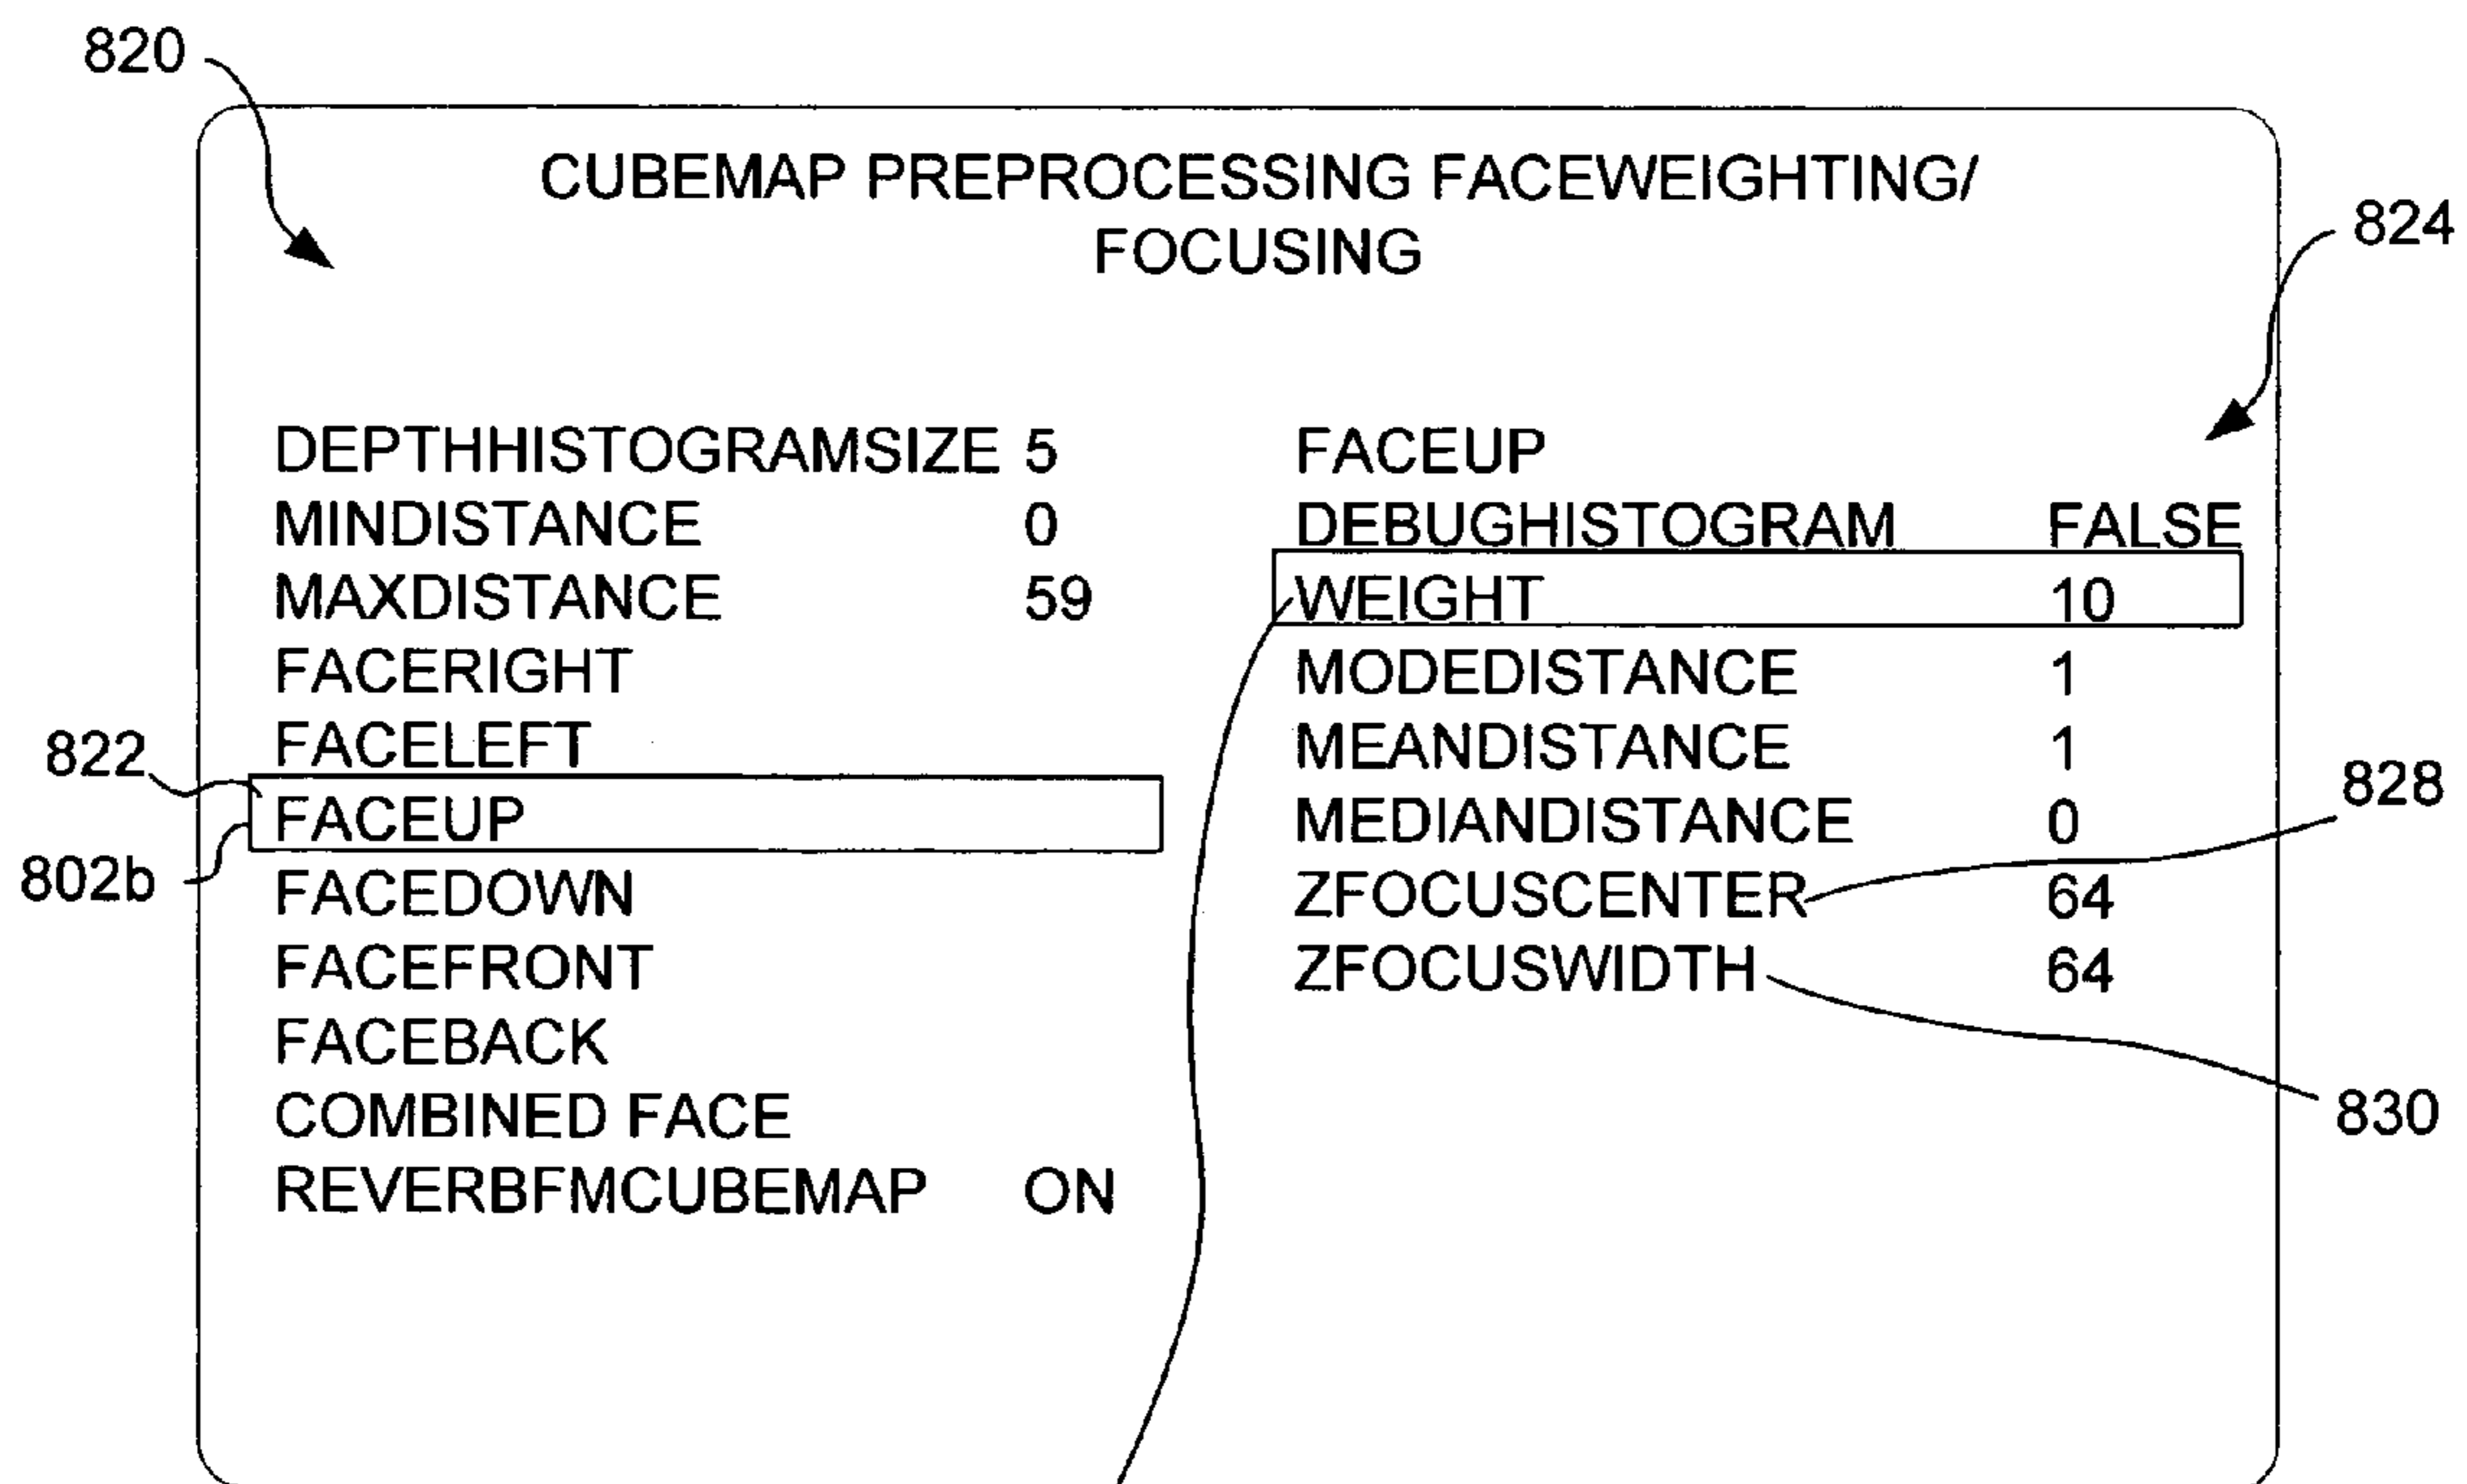 820
CUBEMAP PREPROCESSING FACEWEIGHTING/
FOCUSING
824
DEPTHHISTOGRAMSIZE 5
MINDISTANCE 0
MAXDISTANCE 59
FACERIGHT
FACELEFT
822
FACEUP
802b
FACEDOWN
FACEFRONT
FACEBACK
COMBINED FACE
REVERBFMCUBEMAP ON
FACEUP
DEBUGHISTOGRAM FALSE
WEIGHT 10
MODEDISTANCE 1
MEANDISTANCE 1
MEDIANDISTANCE 0
828
ZFOCUSCENTER 64
ZFOCUSWIDTH 64
830